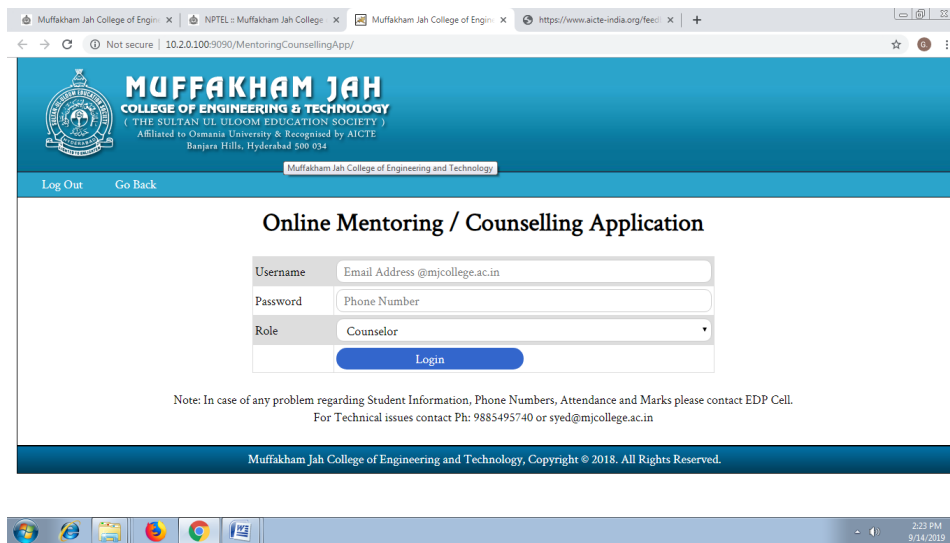 Muffakham Jah College of Engin
NPTEL :: Muffakham Jah College
Muffakham Jah College of Engin
https://www.aicte-india.org/feed
Not secure | 10.2.0.100:9090/MentoringCounsellingApp/
G.
MUFFAKHAM JAH
COLLEGE OF ENGINEERING & TECHNOLOGY
( THE SULTAN UL ULOOM EDUCATION SOCIETY )
Affiliated to Osmania University & Recognised by AICTE
Banjara Hills, Hyderabad 500 034
Muffakham Jah College of Engineering and Technology
Log Out Go Back
Online Mentoring / Counselling Application
Username Email Address @mjcollege.ac.in
Password Phone Number
Role Counselor
Login
Note: In case of any problem regarding Student Information, Phone Numbers, Attendance and Marks please contact EDP Cell.
For Technical issues contact Ph: 9885495740 or syed@mjcollege.ac.in
Muffakham Jah College of Engineering and Technology, Copyright © 2018. All Rights Reserved.
2:23 PM
9/14/2019